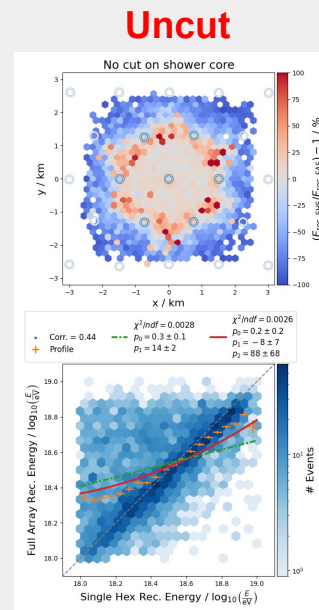 Uncut
No cut on shower core
y / km
3
2
1
0
−1
−2
−3
−3 −2 −1 0 1 2 3
x / km
100
75
50
25
0
−25
−50
−75
−100
Corr. = 0.44
Profile
χ²/ndf = 0.0028
p₀ = 0.3 ± 0.1
p₁ = 14 ± 2
χ²/ndf = 0.0026
p₀ = 0.2 ± 0.2
p₁ = −8 ± 7
p₂ = 88 ± 68
Full Array Rec. Energy / log₁₀(E/eV)
19.0
18.8
18.6
18.4
18.2
18.0
18.0 18.2 18.4 18.6 18.8 19.0
Single Hex Rec. Energy / log₁₀(E/eV)
10¹
10⁰
# Events